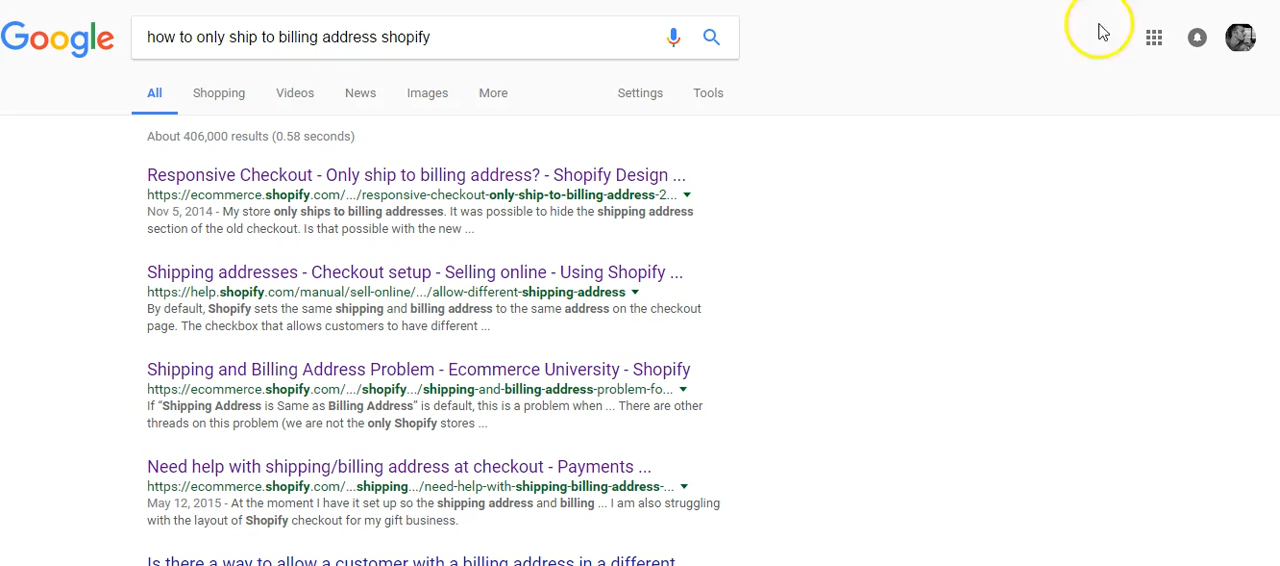 Google
how to only ship to billing address shopify
All Shopping Videos News Images More Settings Tools
About 406,000 results (0.58 seconds)
Responsive Checkout - Only ship to billing address? - Shopify Design ...
https://ecommerce.shopify.com/.../responsive-checkout-only-ship-to-billing-address-2...
Nov 5, 2014 - My store only ships to billing addresses. It was possible to hide the shipping address
section of the old checkout. Is that possible with the new ...
Shipping addresses - Checkout setup - Selling online - Using Shopify ...
https://help.shopify.com/manual/sell-online/.../allow-different-shipping-address
By default, Shopify sets the same shipping and billing address to the same address on the checkout
page. The checkbox that allows customers to have different ...
Shipping and Billing Address Problem - Ecommerce University - Shopify
https://ecommerce.shopify.com/.../shopify.../shipping-and-billing-address-problem-fo...
If “Shipping Address is Same as Billing Address” is default, this is a problem when ... There are other
threads on this problem (we are not the only Shopify stores ...
Need help with shipping/billing address at checkout - Payments ...
https://ecommerce.shopify.com/...shipping.../need-help-with-shipping-billing-address-...
May 12, 2015 - At the moment I have it set up so the shipping address and billing ... I am also struggling
with the layout of Shopify checkout for my gift business.
Is there a way to allow a customer with a billing address in a different